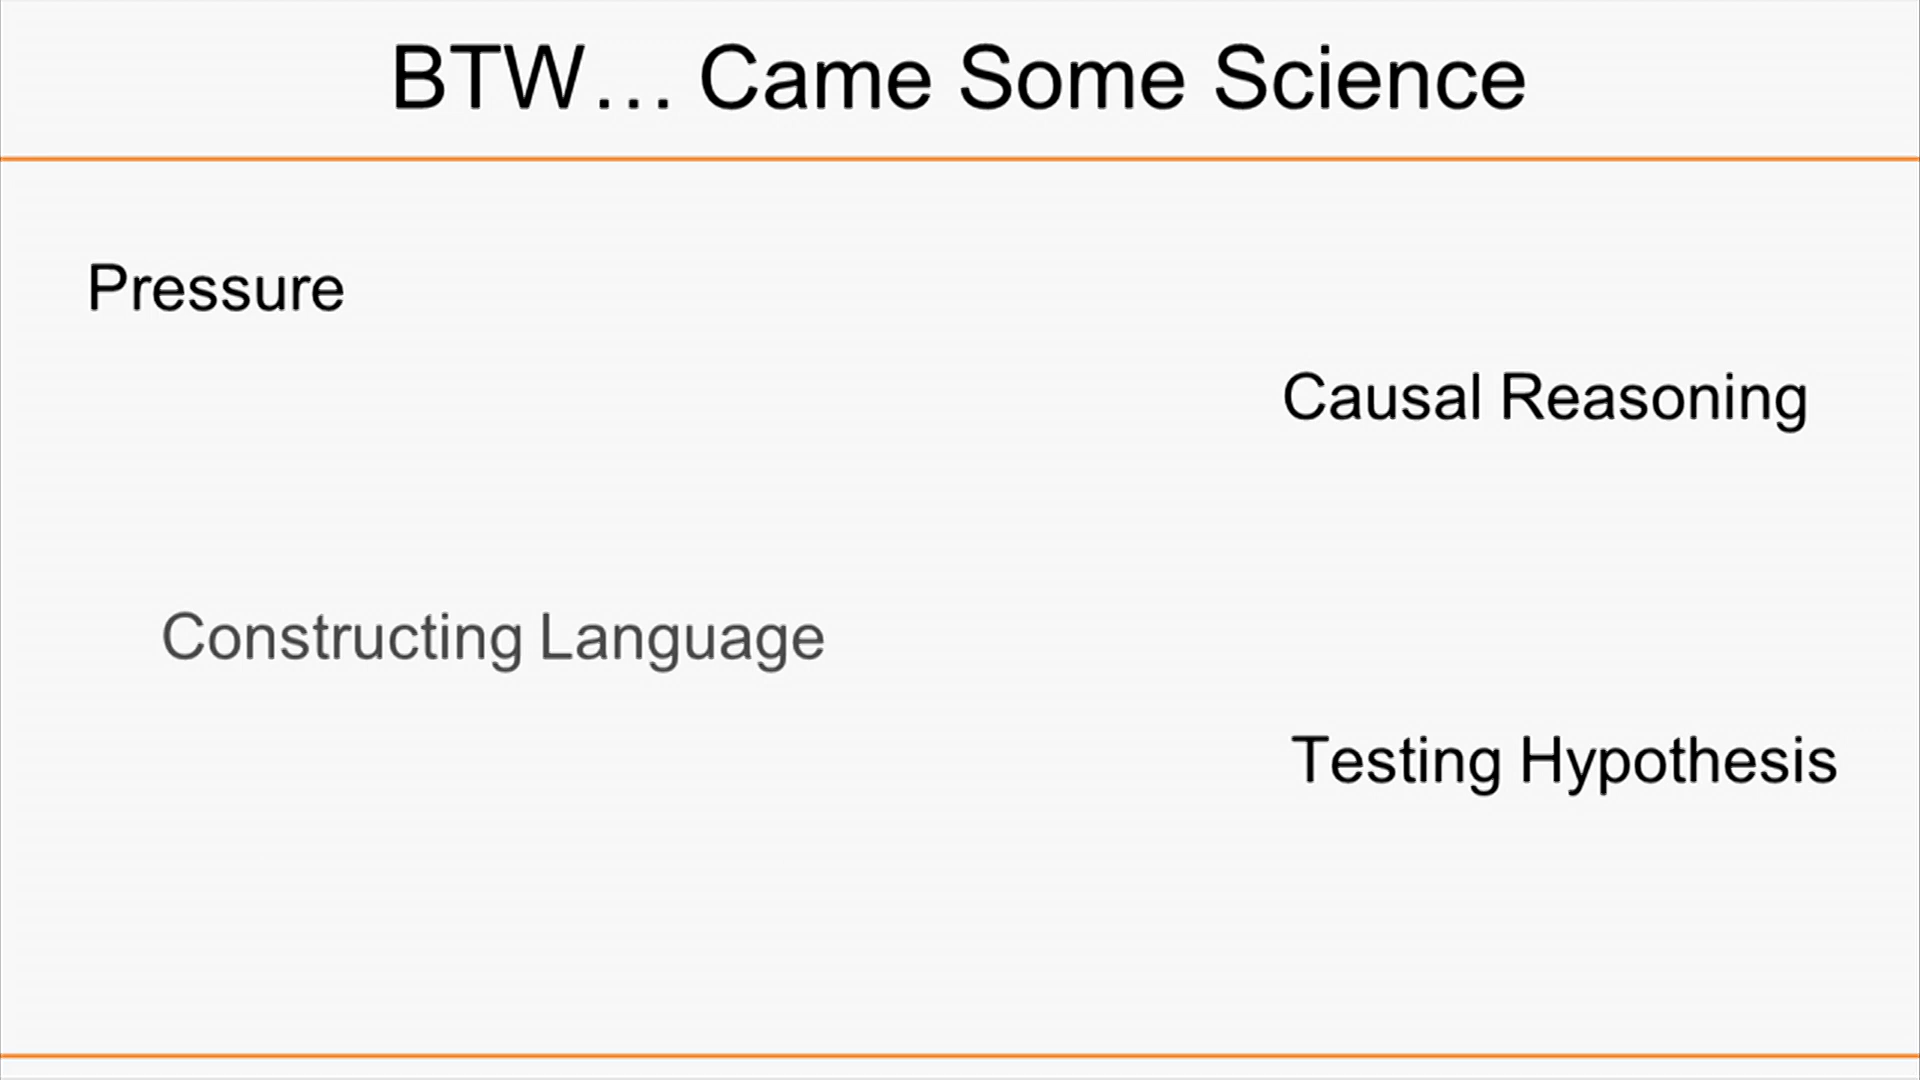 BTW... Came Some Science
Pressure
Causal Reasoning
Constructing Language
Testing Hypothesis